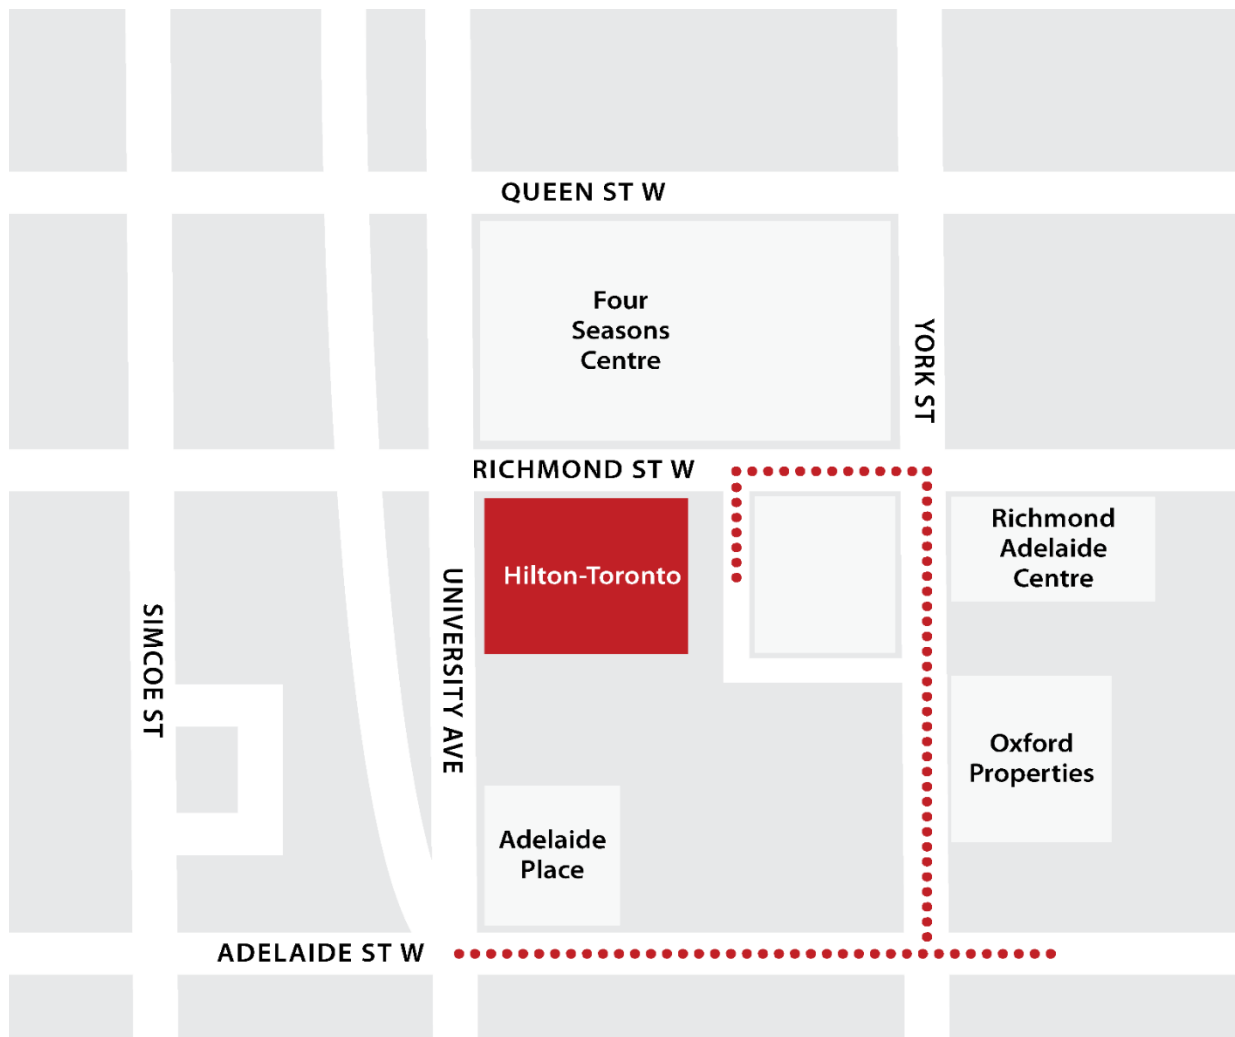 QUEEN ST W
Four
Seasons
Centre
YORK ST
RICHMOND ST W
Richmond
Adelaide
Centre
Hilton-Toronto
UNIVERSITY AVE
SIMCOE ST
Oxford
Properties
Adelaide
Place
ADELAIDE ST W